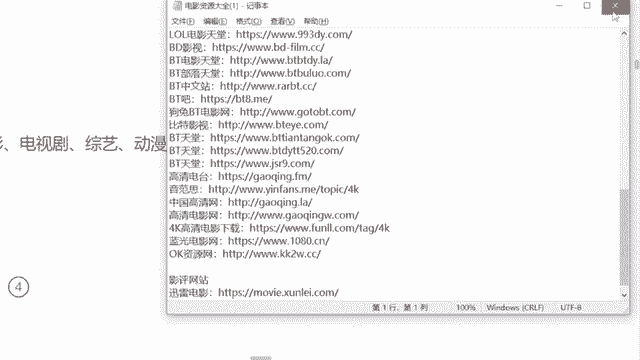 电影资源大全(1) - 记事本
文件(F) 编辑(E) 格式(O) 查看(V) 帮助(H)
LOL电影天堂：https://www.993dy.com/
BD影视：https://www.bd-film.cc/
BT电影天堂：http://www.btbtdy.la/
BT部落天堂：http://www.btbuluo.com/
BT中文站：http://www.rarbt.cc/
BT吧：https://bt8.me/
狗兔BT电影网：http://www.gotobt.com/
比特影视：http://www.bteye.com/
BT天堂：https://www.bttiantangok.com/
BT天堂：https://www.btdytt520.com/
BT天堂：https://www.jsr9.com/
高清电台：https://gaoqing.fm/
音范思：http://www.yinfans.me/topic/4k
中国高清网：http://gaoqing.la/
高清电影网：http://www.gaoqingw.com/
4K高清电影下载：https://www.funll.com/tag/4k
蓝光电影网：https://www.1080.cn/
OK资源网：http://www.kk2w.cc/
影评网站
迅雷电影：https://movie.xunlei.com/
第 1 行，第 1 列 100% Windows (CRLF) UTF-8
、电视剧、综艺、动漫
4